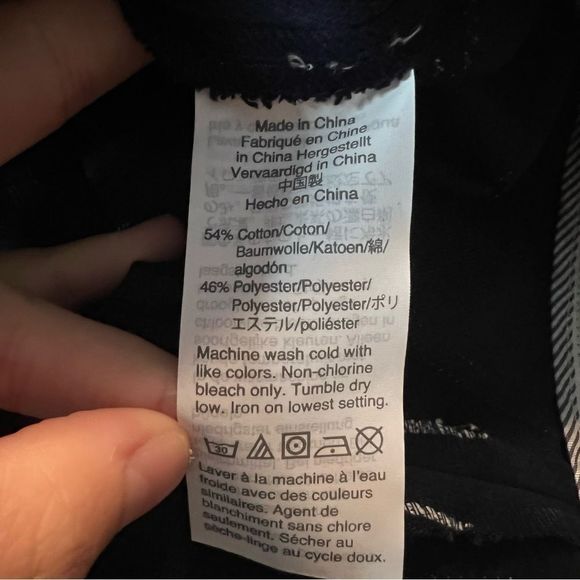 Made in China
Fabriqué en Chine
in China Hergestellt
Vervaardigd in China
中国製
Hecho en China
54% Cotton/Coton/
Baumwolle/Katoen/綿/
algodón
46% Polyester/Polyester/
Polyester/Polyester/ポリ
エステル/poliéster
Machine wash cold with
like colors. Non-chlorine
bleach only. Tumble dry
low. Iron on lowest setting.
30
Laver à la machine à l'eau
froide avec des couleurs
similaires. Agent de
blanchiment sans chlore
seulement. Sécher au
sèche-linge au cycle doux.